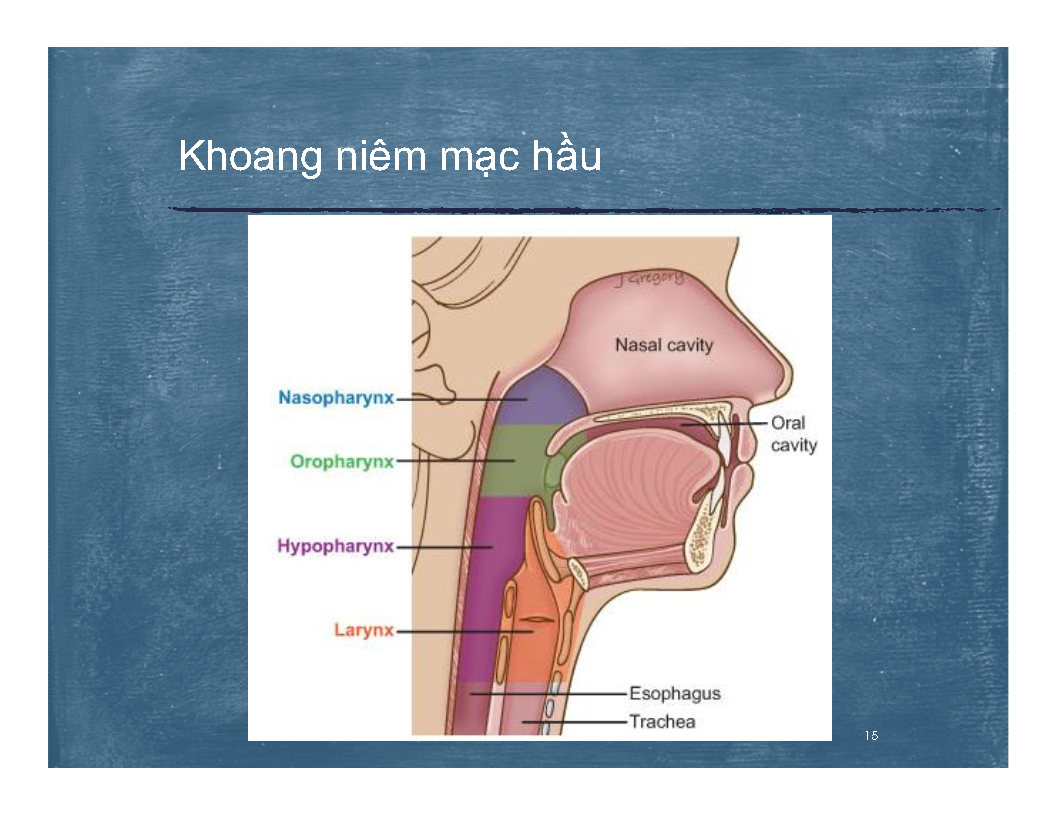 Khoang niêm mạc hầu
J Gregory
Nasal cavity
Nasopharynx
Oral
cavity
Oropharynx
Hypopharynx
Larynx
Esophagus
Trachea
15